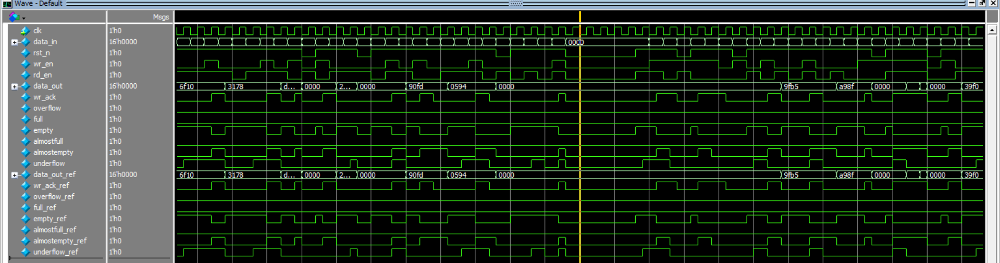 Wave - Default
Msgs
clk 1'h0
data_in 16'h0000 0000
rst_n 1'h0
wr_en 1'h0
rd_en 1'h0
data_out 16'h0000 6f10 3178 d... 0000 2... 0000 90fd 0594 0000 9fb5 a98f 0000 0000 39f0
wr_ack 1'h0
overflow 1'h0
full 1'h0
empty 1'h0
almostfull 1'h0
almostempty 1'h0
underflow 1'h0
data_out_ref 16'h0000 6f10 3178 d... 0000 2... 0000 90fd 0594 0000 9fb5 a98f 0000 0000 39f0
wr_ack_ref 1'h0
overflow_ref 1'h0
full_ref 1'h0
empty_ref 1'h0
almostfull_ref 1'h0
almostempty_ref 1'h0
underflow_ref 1'h0